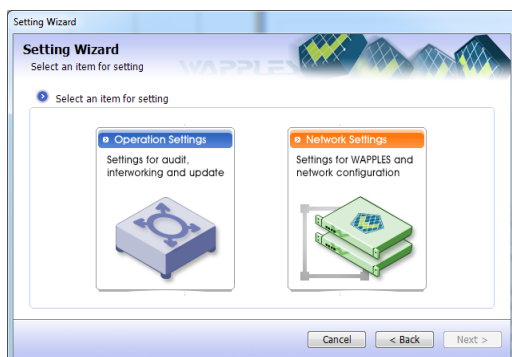 Setting Wizard
Setting Wizard
Select an item for setting
WAPPLES
Select an item for setting
Operation Settings
Settings for audit,
interworking and update
Network Settings
Settings for WAPPLES and
network configuration
Cancel
< Back
Next >